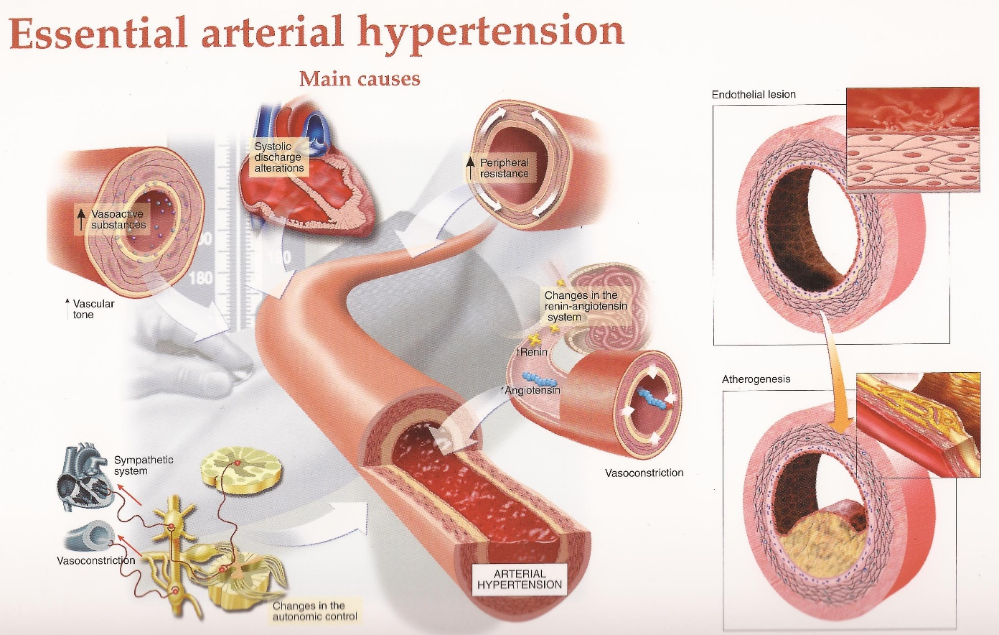 Essential arterial hypertension
Main causes
Systolic
discharge
alterations
↑ Peripheral
resistance
↑ Vasoactive
substances
↑ Vascular
tone
180
190
Changes in the
renin-angiotensin
system
↑Renin
↑Angiotensin
Vasoconstriction
Sympathetic
system
Vasoconstriction
Changes in the
autonomic control
ARTERIAL
HYPERTENSION
Endothelial lesion
Atherogenesis